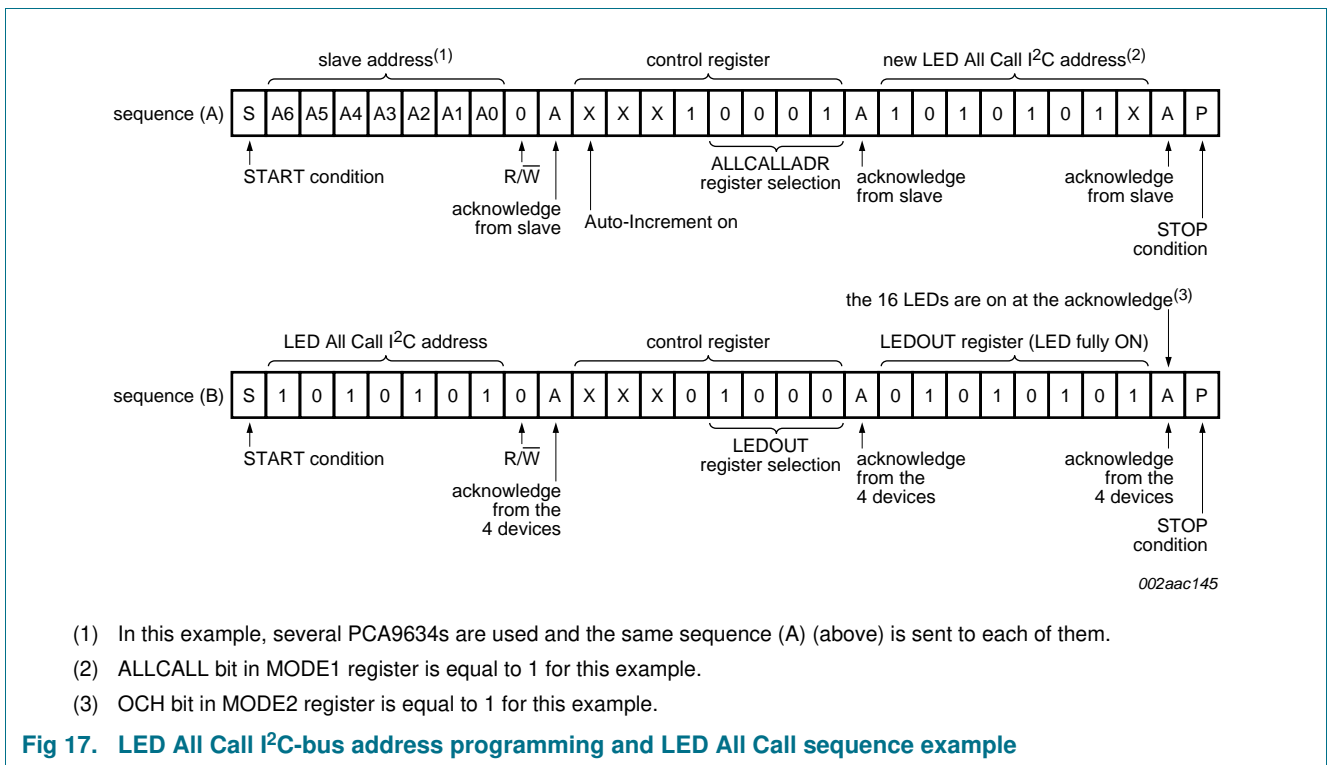 slave address(1) control register new LED All Call I2C address(2)
sequence (A) S A6 A5 A4 A3 A2 A1 A0 0 A X X X 1 0 0 0 1 A 1 0 1 0 1 0 1 X A P
START condition
R/W
acknowledge
from slave
Auto-Increment on
ALLCALLADR
register selection
acknowledge
from slave
acknowledge
from slave
STOP
condition
the 16 LEDs are on at the acknowledge(3)
LED All Call I2C address control register LEDOUT register (LED fully ON)
sequence (B) S 1 0 1 0 1 0 1 0 A X X X 0 1 0 0 0 A 0 1 0 1 0 1 0 1 A P
START condition
R/W
acknowledge
from the
4 devices
LEDOUT
register selection
acknowledge
from the
4 devices
acknowledge
from the
4 devices
STOP
condition
002aac145
(1) In this example, several PCA9634s are used and the same sequence (A) (above) is sent to each of them.
(2) ALLCALL bit in MODE1 register is equal to 1 for this example.
(3) OCH bit in MODE2 register is equal to 1 for this example.
Fig 17. LED All Call I2C-bus address programming and LED All Call sequence example